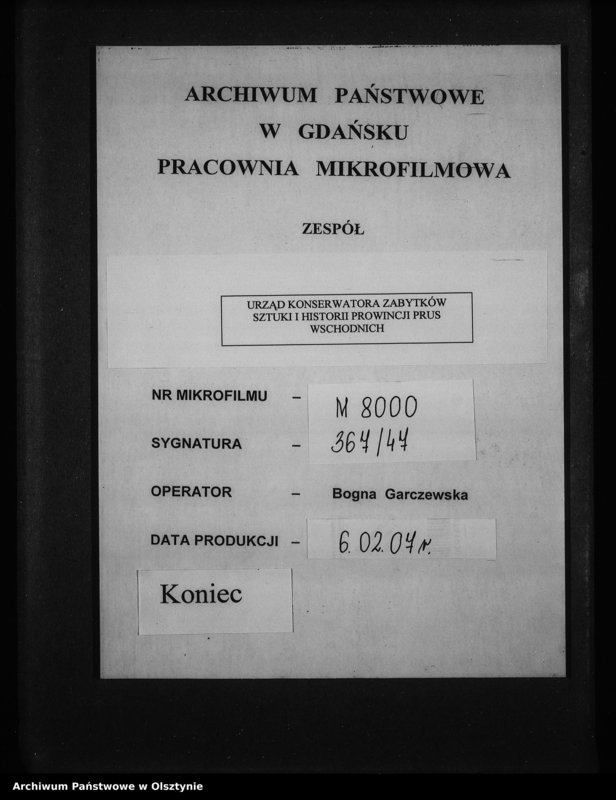 ARCHIWUM PAŃSTWOWE
W GDAŃSKU
PRACOWNIA MIKROFILMOWA
ZESPÓŁ
URZĄD KONSERWATORA ZABYTKÓW
SZTUKI I HISTORII PROWINCJI PRUS
WSCHODNICH
NR MIKROFILMU – M 8000
SYGNATURA – 367/47
OPERATOR – Bogna Garczewska
DATA PRODUKCJI – 6.02.07r.
Koniec
Archiwum Państwowe w Olsztynie